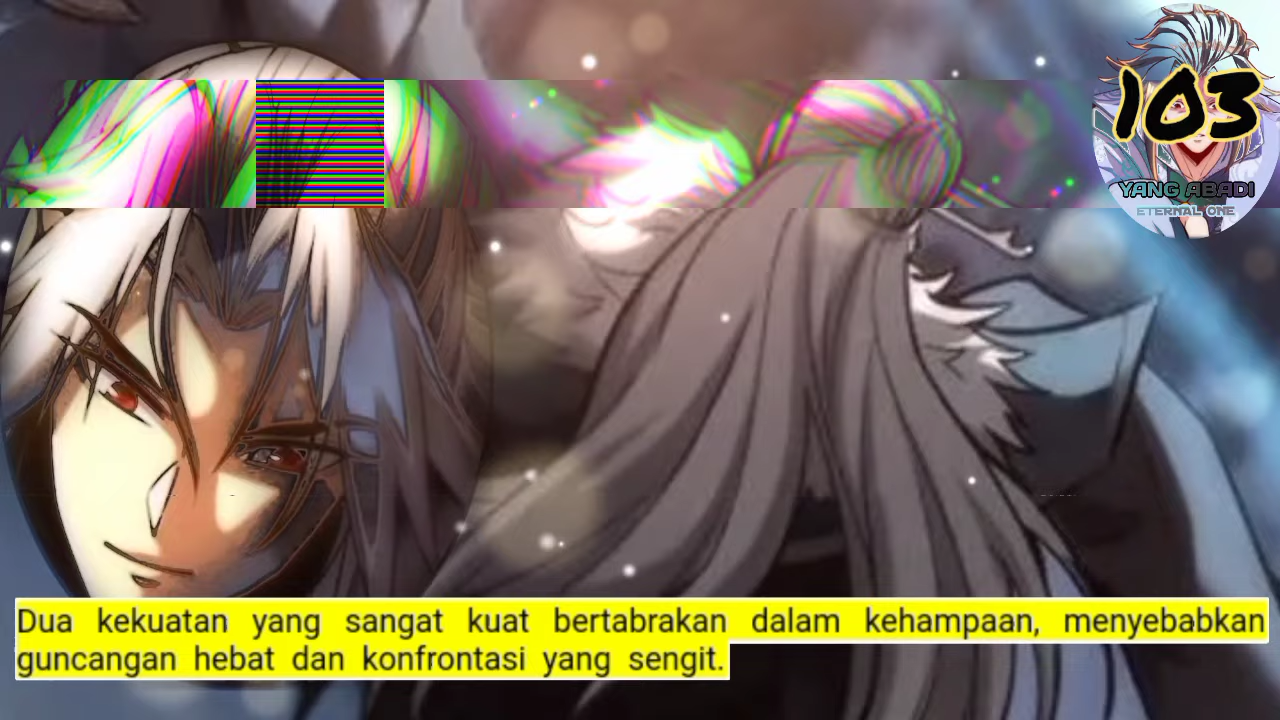 103
YANG ABADI
ETERNAL ONE
Dua kekuatan yang sangat kuat bertabrakan dalam kehampaan, menyebabkan
guncangan hebat dan konfrontasi yang sengit.